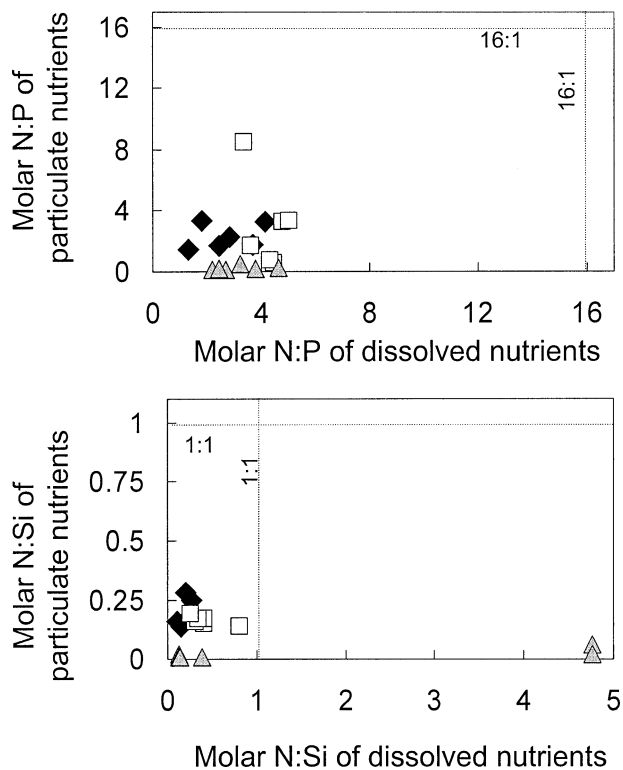 Molar N:P of
particulate nutrients
16
12
8
4
0
16:1
16:1
0 4 8 12 16
Molar N:P of dissolved nutrients
Molar N:Si of
particulate nutrients
1
0.75
0.5
0.25
0
1:1
1:1
0 1 2 3 4 5
Molar N:Si of dissolved nutrients